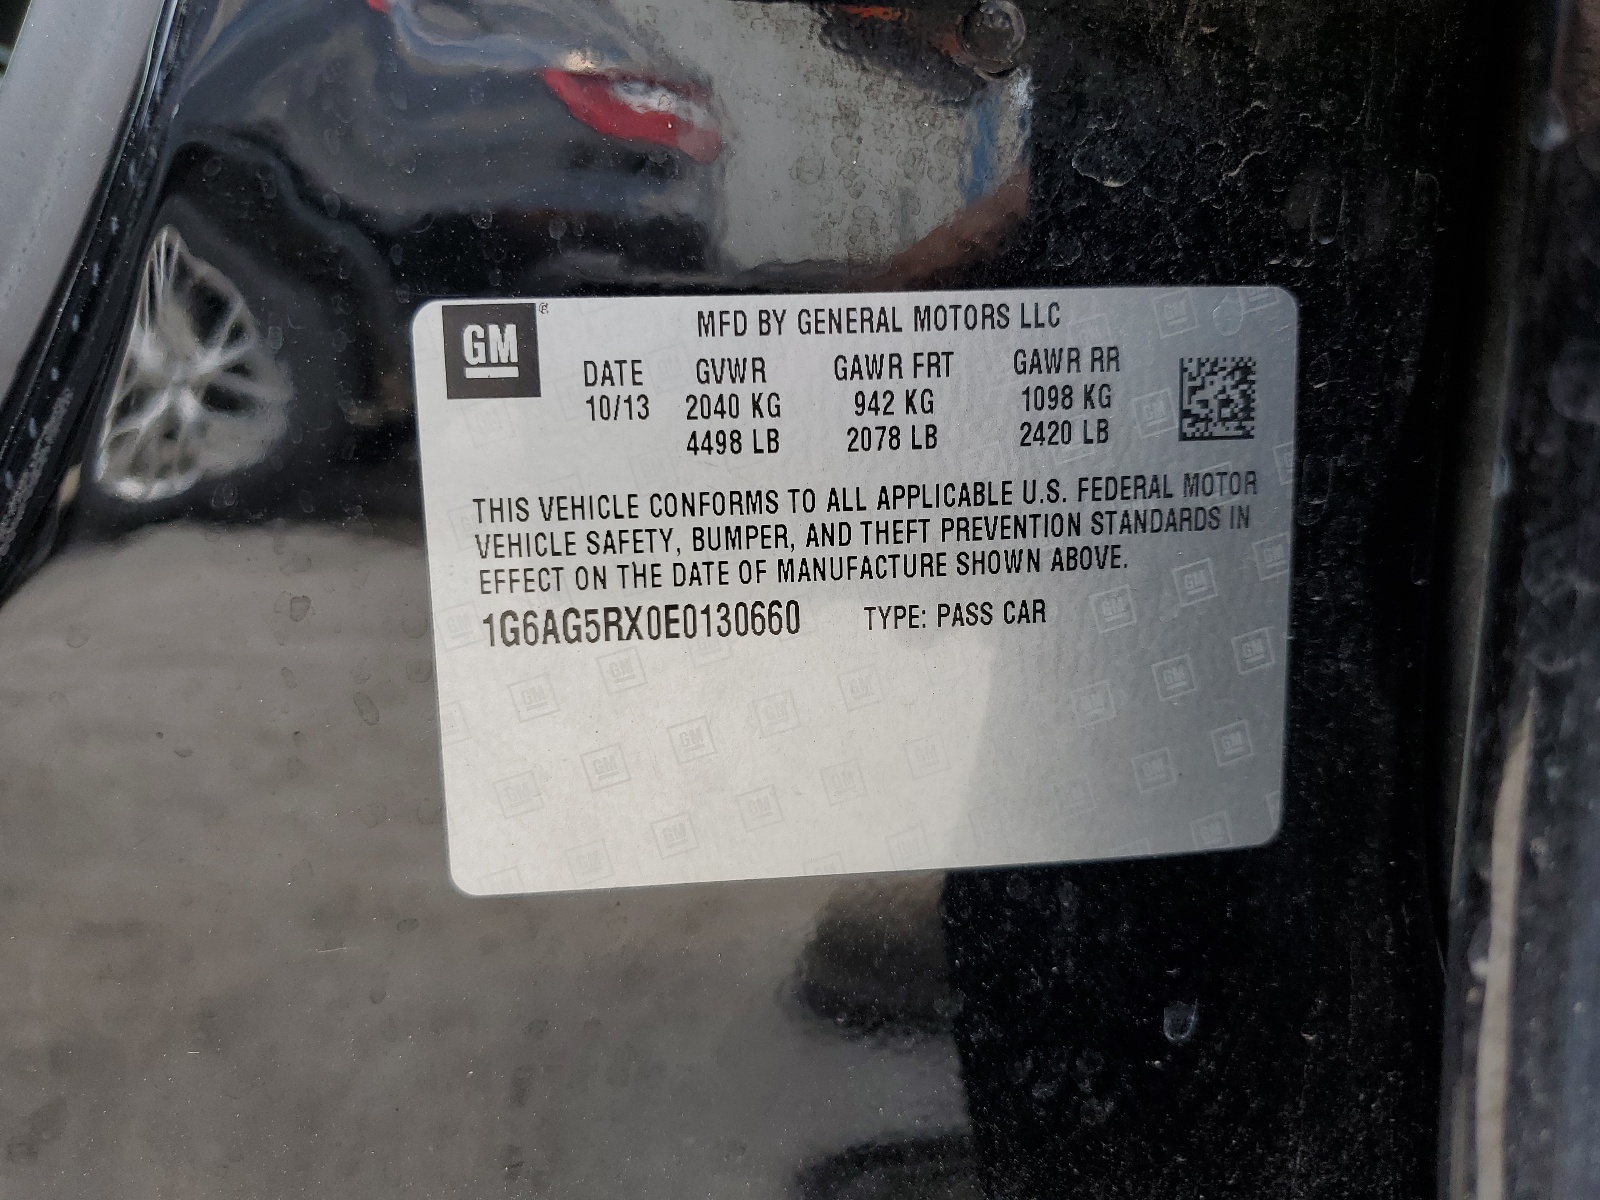 GM ®
MFD BY GENERAL MOTORS LLC
DATE GVWR GAWR FRT GAWR RR
10/13 2040 KG 942 KG 1098 KG
4498 LB 2078 LB 2420 LB
THIS VEHICLE CONFORMS TO ALL APPLICABLE U.S. FEDERAL MOTOR
VEHICLE SAFETY, BUMPER, AND THEFT PREVENTION STANDARDS IN
EFFECT ON THE DATE OF MANUFACTURE SHOWN ABOVE.
1G6AG5RX0E0130660 TYPE: PASS CAR